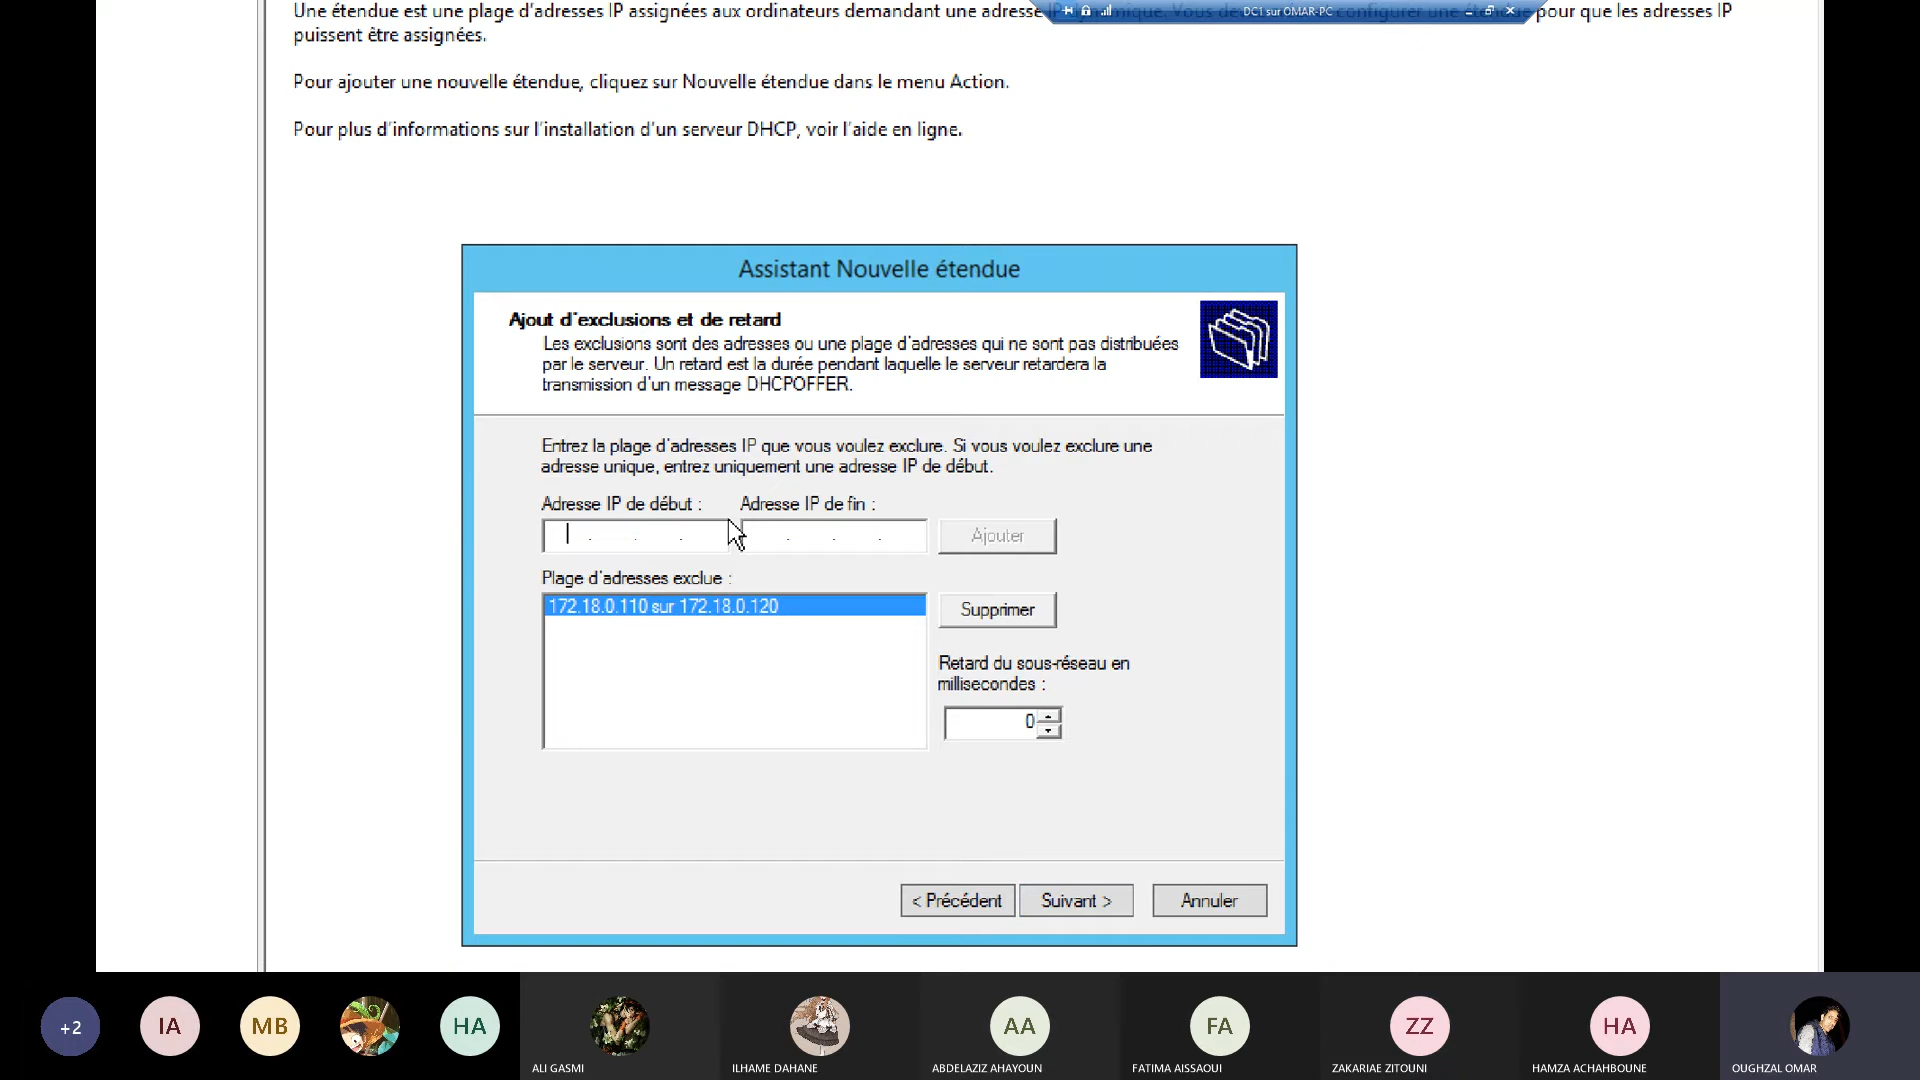 Une étendue est une plage d'adresses IP assignées aux ordinateurs demandant une adresse IP dynamique. Vous devez configurer une étendue pour que les adresses IP
DC1 sur OMAR-PC
puissent être assignées.
Pour ajouter une nouvelle étendue, cliquez sur Nouvelle étendue dans le menu Action.
Pour plus d'informations sur l'installation d'un serveur DHCP, voir l'aide en ligne.
Assistant Nouvelle étendue
Ajout d'exclusions et de retard
Les exclusions sont des adresses ou une plage d'adresses qui ne sont pas distribuées
par le serveur. Un retard est la durée pendant laquelle le serveur retardera la
transmission d'un message DHCPOFFER.
Entrez la plage d'adresses IP que vous voulez exclure. Si vous voulez exclure une
adresse unique, entrez uniquement une adresse IP de début.
Adresse IP de début : Adresse IP de fin :
Ajouter
Plage d'adresses exclue :
172.18.0.110 sur 172.18.0.120
Supprimer
Retard du sous-réseau en
millisecondes :
0
< Précédent Suivant > Annuler
+2 IA MB HA AA FA ZZ HA
ALI GASMI ILHAME DAHANE ABDELAZIZ AHAYOUN FATIMA AISSAOUI ZAKARIAE ZITOUNI HAMZA ACHAHBOUNE OUGHZAL OMAR